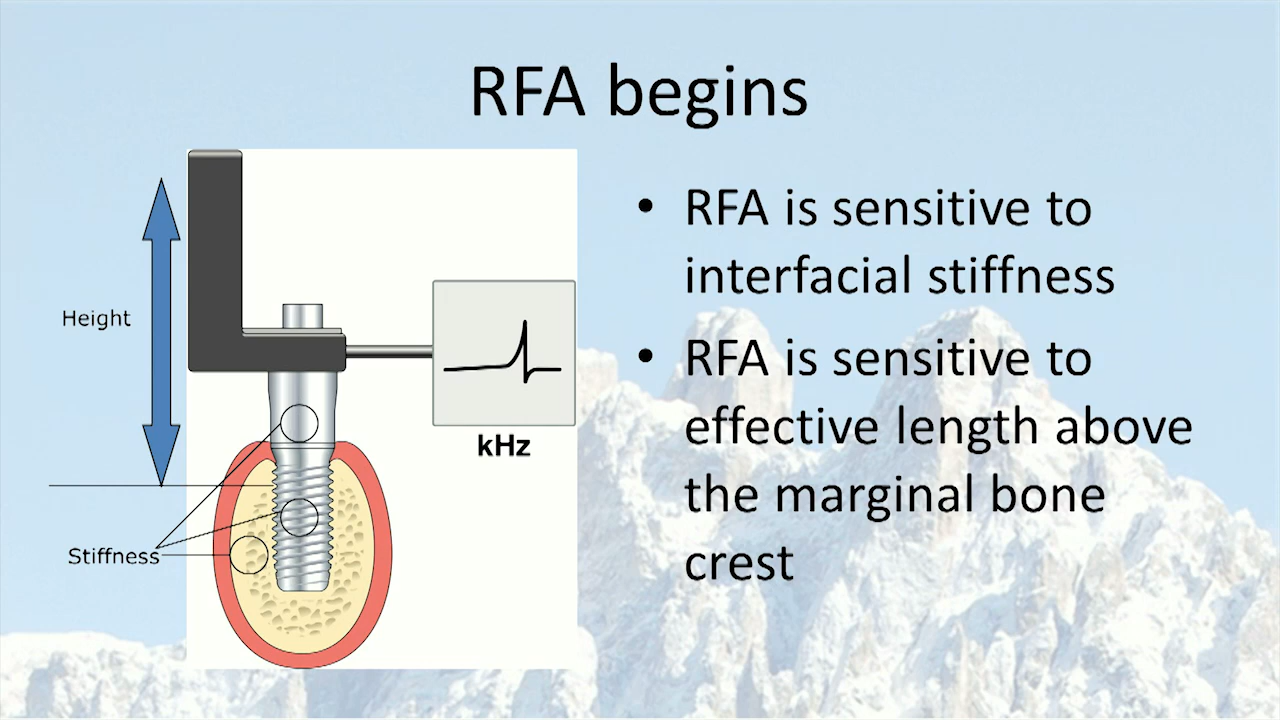 RFA begins
Height
kHz
Stiffness
• RFA is sensitive to
interfacial stiffness
• RFA is sensitive to
effective length above
the marginal bone
crest